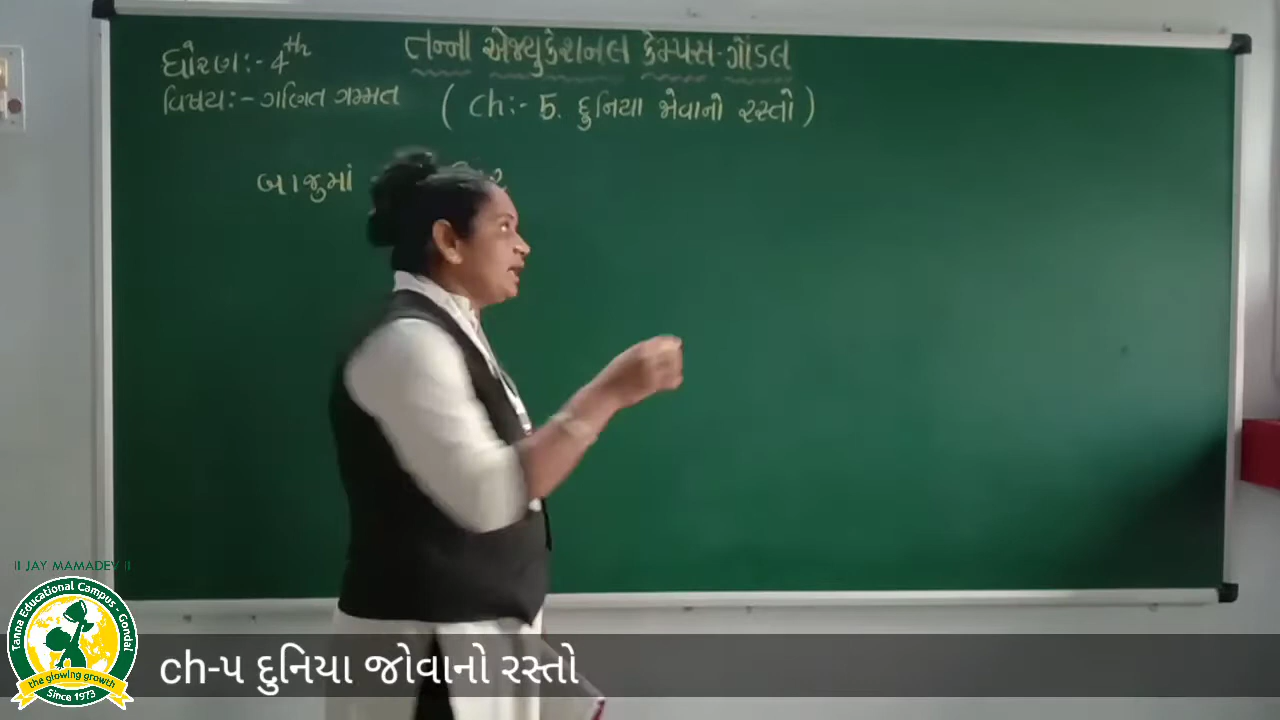 ધોરણ:- 4th
તન્ના એજ્યુકેશનલ કેમ્પસ-ગોંડલ
વિષય:- ગણિત ગમ્મત
( Ch:- 5. દુનિયા જોવાનો રસ્તો )
બાજુમાં
II JAY MAMADEV II
Tanna Educational Campus - Gondal
the glowing growth
Since 1973
ch-૫ દુનિયા જોવાનો રસ્તો